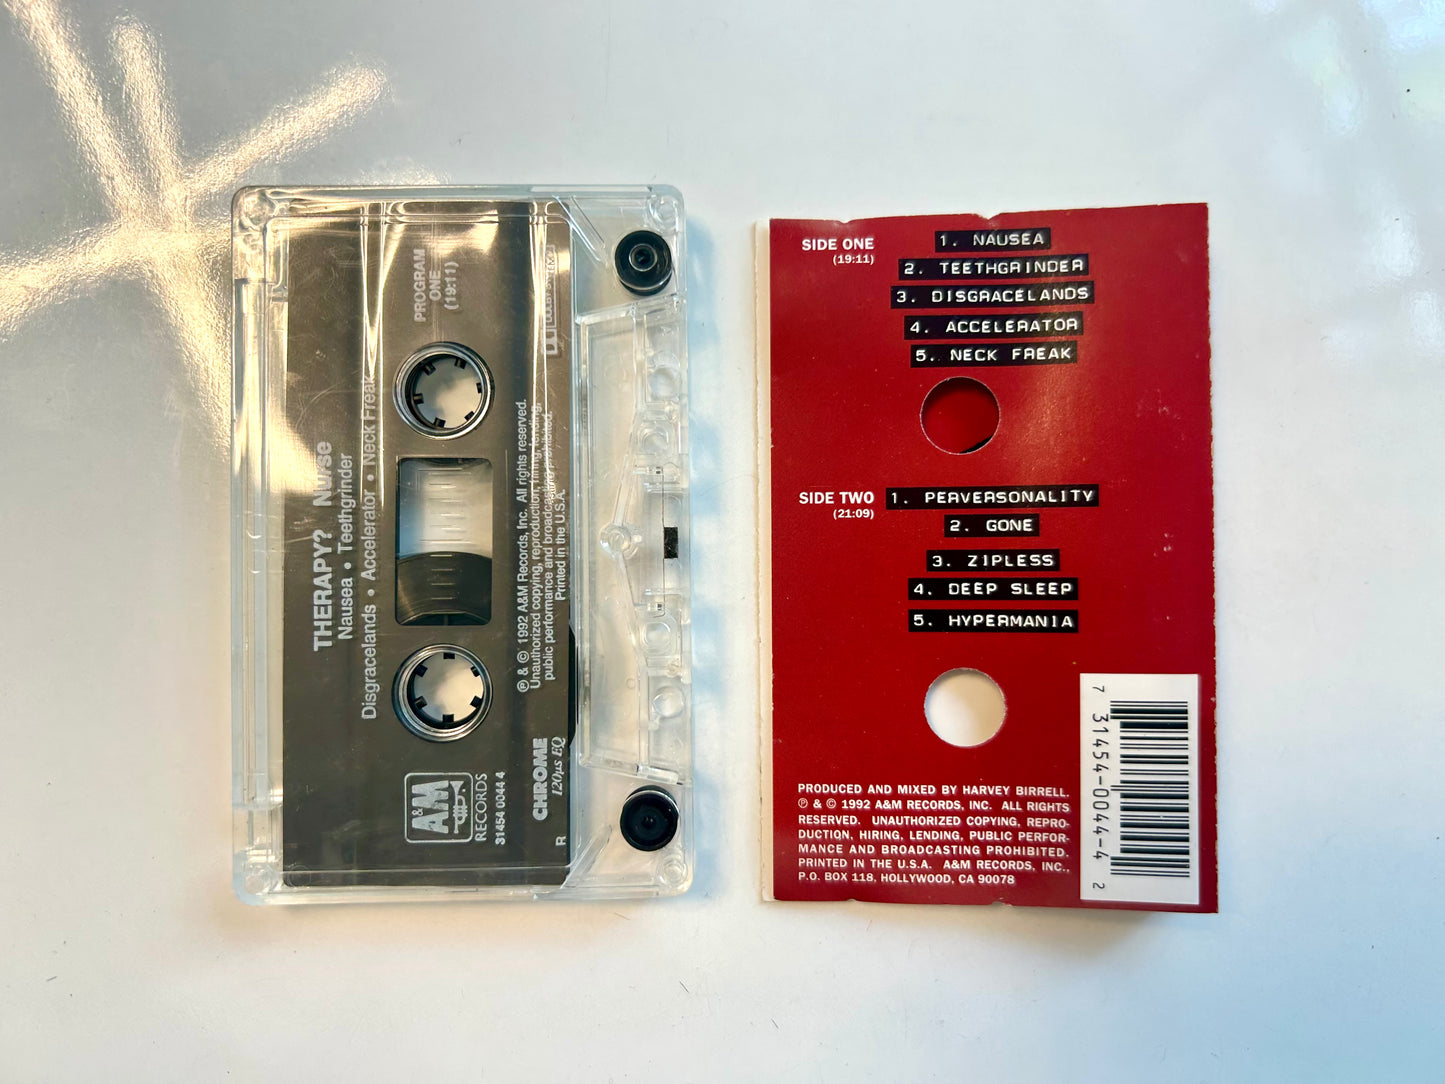 PROGRAM
ONE
(19:11)
THERAPY? Nurse
Nausea • Teethgrinder
Disgracelands • Accelerator • Neck Freak
℗ & © 1992 A&M Records, Inc. All rights reserved.
Unauthorized copying, reproduction, hiring, lending,
public performance and broadcasting prohibited.
Printed in the U.S.A.
A&M
RECORDS
31454 0044 4
CHROME
120µs EQ
R
SIDE ONE
(19:11)
1. NAUSEA
2. TEETHGRINDER
3. DISGRACELANDS
4. ACCELERATOR
5. NECK FREAK
SIDE TWO
(21:09)
1. PERVERSONALITY
2. GONE
3. ZIPLESS
4. DEEP SLEEP
5. HYPERMANIA
PRODUCED AND MIXED BY HARVEY BIRRELL.
℗ & © 1992 A&M RECORDS, INC. ALL RIGHTS
RESERVED. UNAUTHORIZED COPYING, REPRO-
DUCTION, HIRING, LENDING, PUBLIC PERFOR-
MANCE AND BROADCASTING PROHIBITED.
PRINTED IN THE U.S.A. A&M RECORDS, INC.,
P.O. BOX 118, HOLLYWOOD, CA 90078
7 31454-0044-4 2